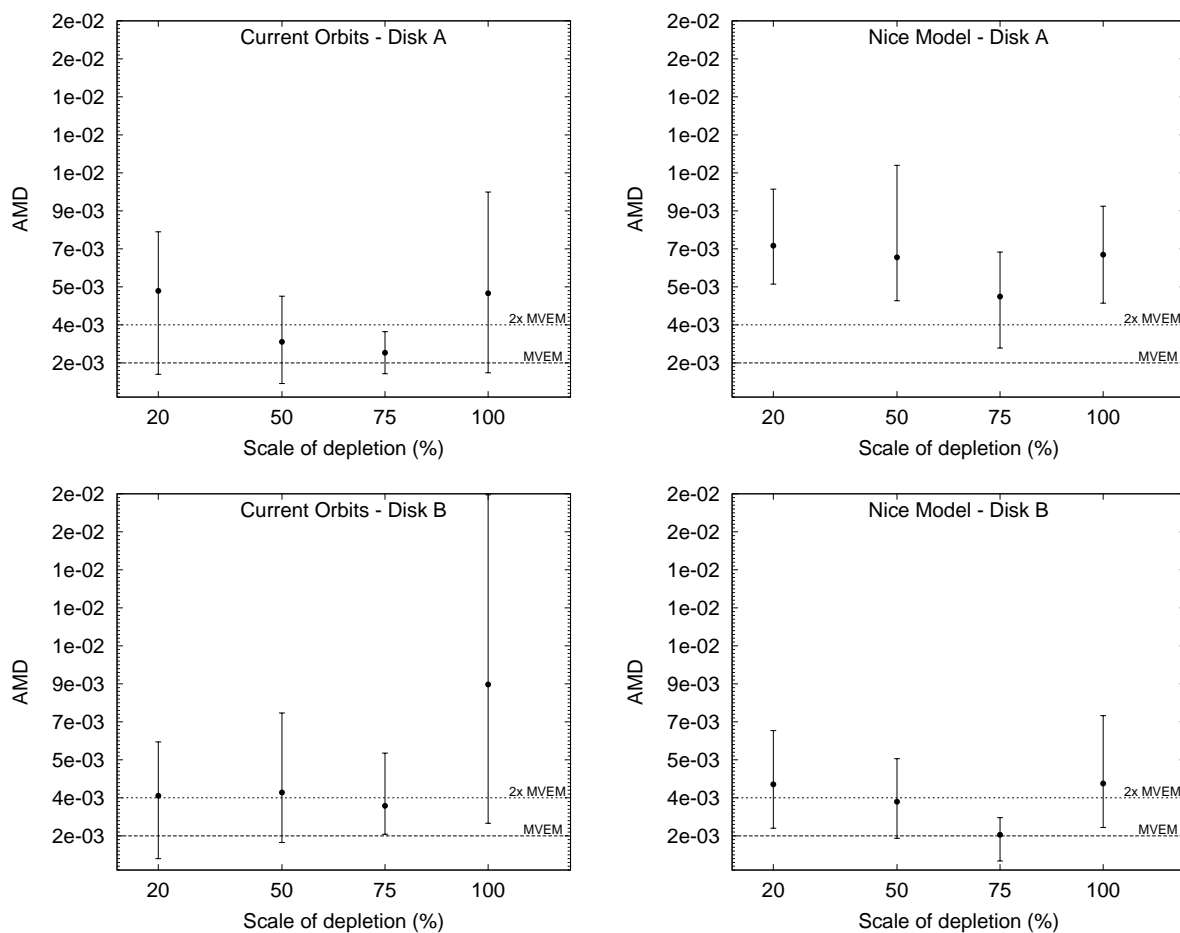 Current Orbits - Disk A
AMD
2e-02
2e-02
1e-02
1e-02
1e-02
9e-03
7e-03
5e-03
4e-03
2e-03
2x MVEM
MVEM
20 50 75 100
Scale of depletion (%)
Nice Model - Disk A
AMD
2e-02
2e-02
1e-02
1e-02
1e-02
9e-03
7e-03
5e-03
4e-03
2e-03
2x MVEM
MVEM
20 50 75 100
Scale of depletion (%)
Current Orbits - Disk B
AMD
2e-02
2e-02
1e-02
1e-02
1e-02
9e-03
7e-03
5e-03
4e-03
2e-03
2x MVEM
MVEM
20 50 75 100
Scale of depletion (%)
Nice Model - Disk B
AMD
2e-02
2e-02
1e-02
1e-02
1e-02
9e-03
7e-03
5e-03
4e-03
2e-03
2x MVEM
MVEM
20 50 75 100
Scale of depletion (%)